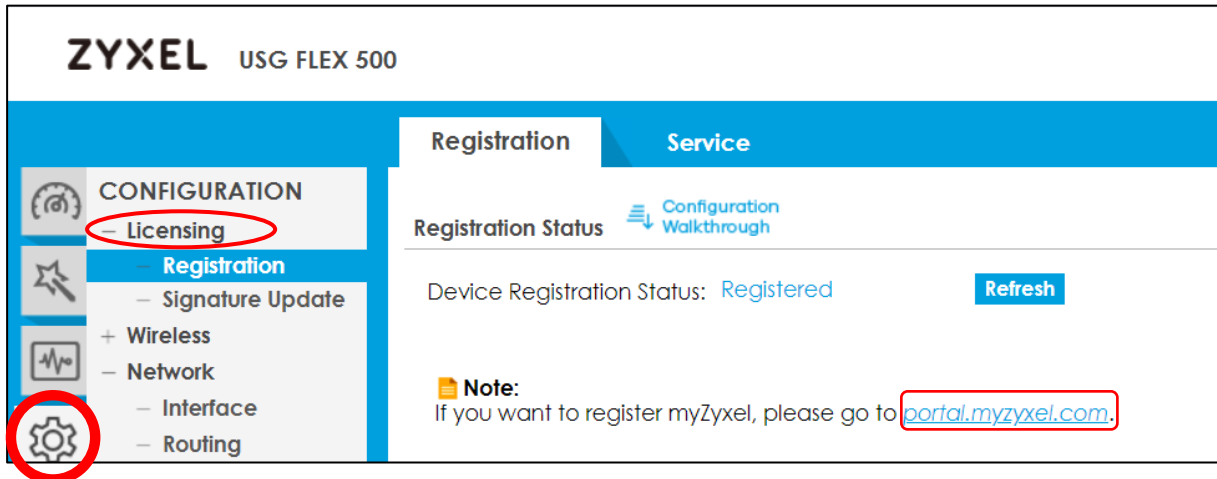 ZYXEL USG FLEX 500
Registration Service
CONFIGURATION
− Licensing
− Registration
− Signature Update
+ Wireless
− Network
− Interface
− Routing
Registration Status Configuration Walkthrough
Device Registration Status: Registered Refresh
Note:
If you want to register myZyxel, please go to portal.myzyxel.com.